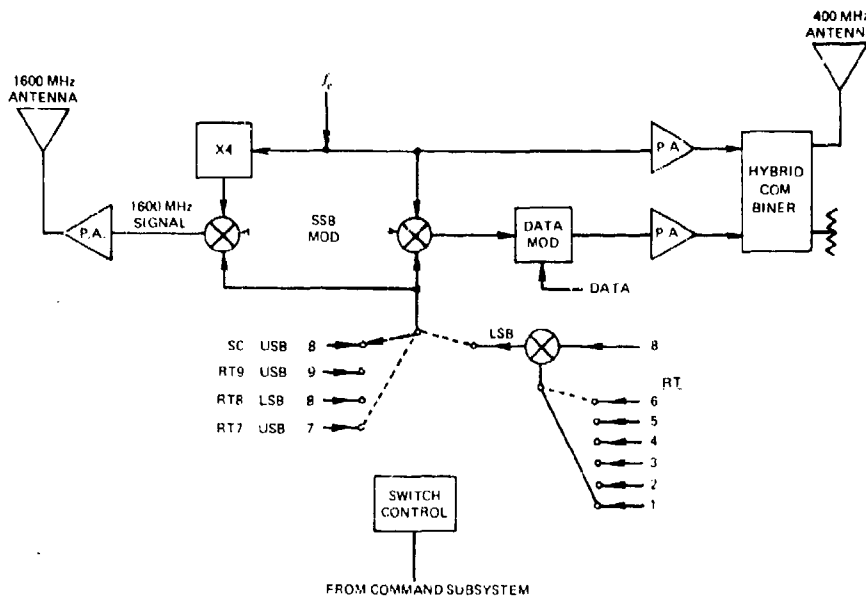 400 MHz
ANTENN
1600 MHz
ANTENNA
f_c
X4
P.A.
HYBRID
COM
BINER
1600 MHz
SIGNAL
P.A.
SSB
MOD
DATA
MOD
P.A.
DATA
SC USB 8
RT9 USB 9
RT8 LSB 8
RT7 USB 7
LSB
8
RT
6
5
4
3
2
1
SWITCH
CONTROL
FROM COMMAND SUBSYSTEM